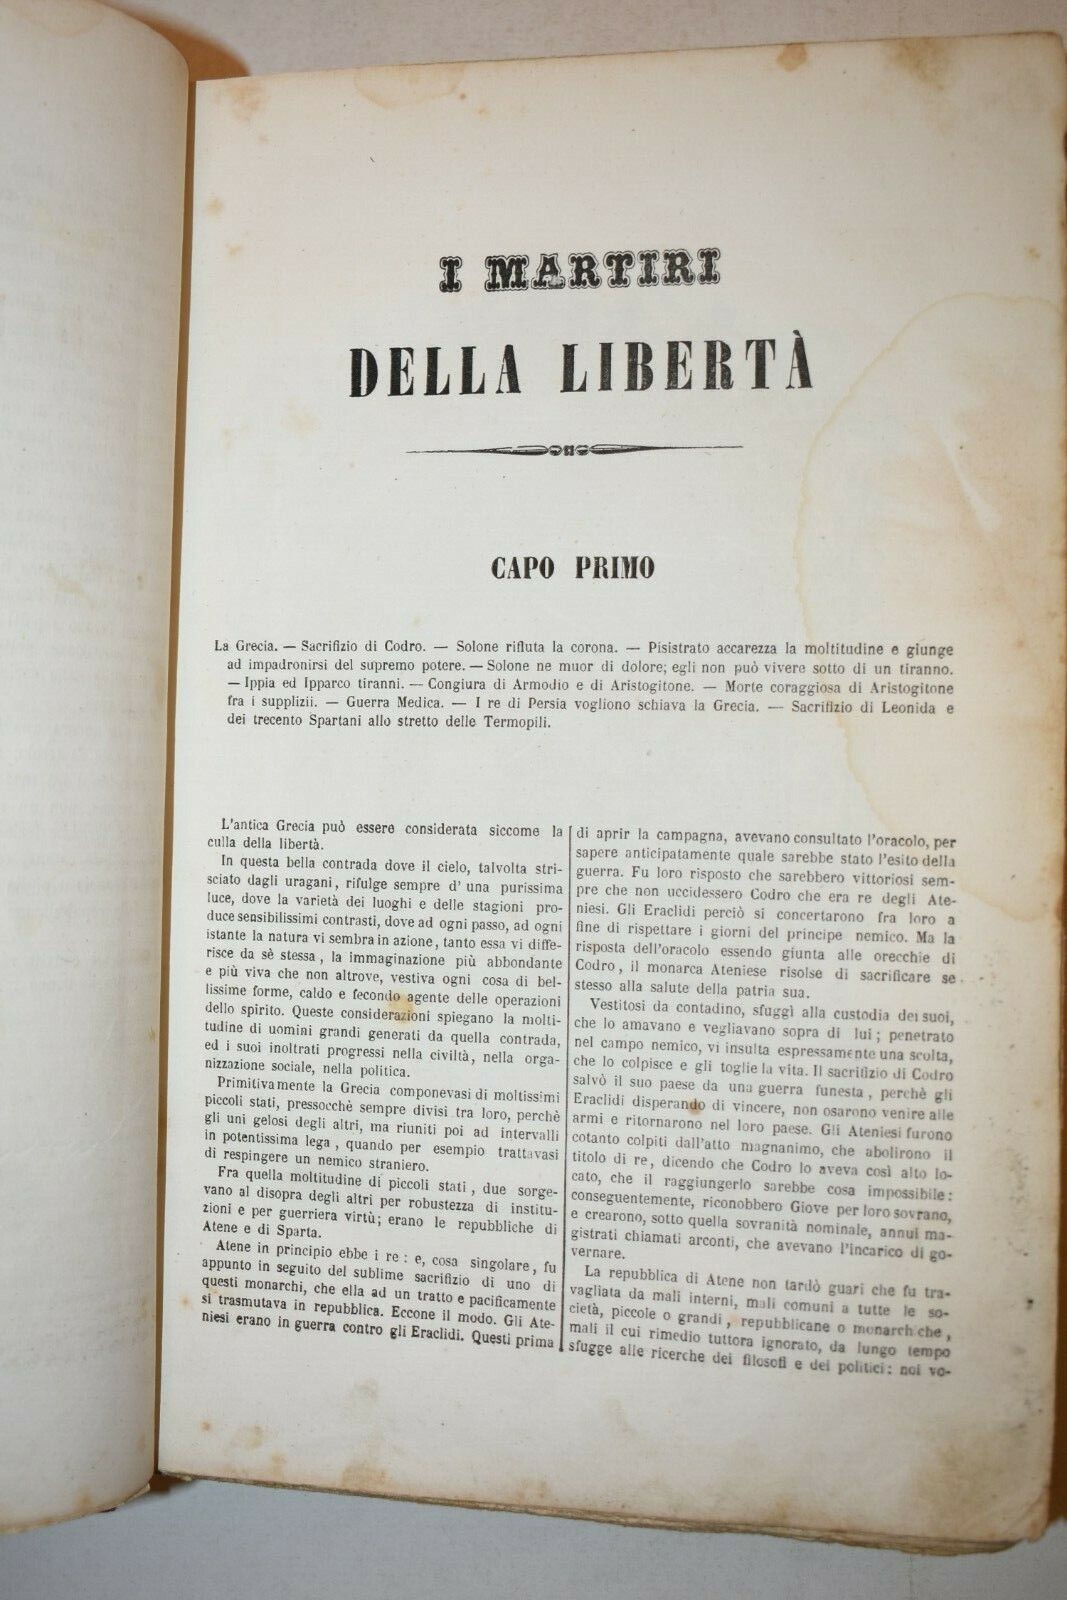 I MARTIRI
DELLA LIBERTÀ
CAPO PRIMO
La Grecia. — Sacrifizio di Codro. — Solone rifiuta la corona. — Pisistrato accarezza la moltitudine e giunge
ad impadronirsi del supremo potere. — Solone ne muor di dolore; egli non può vivere sotto di un tiranno.
— Ippia ed Ipparco tiranni. — Congiura di Armodio e di Aristogitone. — Morte coraggiosa di Aristogitone
fra i supplizii. — Guerra Medica. — I re di Persia vogliono schiava la Grecia. — Sacrifizio di Leonida e
dei trecento Spartani allo stretto delle Termopili.
L'antica Grecia può essere considerata siccome la
culla della libertà.
In questa bella contrada dove il cielo, talvolta stri-
sciato dagli uragani, rifulge sempre d' una purissima
luce, dove la varietà dei luoghi e delle stagioni pro-
duce sensibilissimi contrasti, dove ad ogni passo, ad ogni
istante la natura vi sembra in azione, tanto essa vi diffe-
risce da sè stessa, la immaginazione più abbondante
e più viva che non altrove, vestiva ogni cosa di bel-
lissime forme, caldo e fecondo agente delle operazioni
dello spirito. Queste considerazioni spiegano la molti-
tudine di uomini grandi generati da quella contrada,
ed i suoi inoltrati progressi nella civiltà, nella orga-
nizzazione sociale, nella politica.
Primitivamente la Grecia componevasi di moltissimi
piccoli stati, pressocchè sempre divisi tra loro, perchè
gli uni gelosi degli altri, ma riuniti poi ad intervalli
in potentissima lega, quando per esempio trattavasi
di respingere un nemico straniero.
Fra quella moltitudine di piccoli stati, due sorge-
vano al disopra degli altri per robustezza di institu-
zioni e per guerriera virtù; erano le repubbliche di
Atene e di Sparta.
Atene in principio ebbe i re: e, cosa singolare, fu
appunto in seguito del sublime sacrifizio di uno di
questi monarchi, che ella ad un tratto e pacificamente
si trasmutava in repubblica. Eccone il modo. Gli Ate-
niesi erano in guerra contro gli Eraclidi. Questi prima
di aprir la campagna, avevano consultato l'oracolo, per
sapere anticipatamente quale sarebbe stato l'esito della
guerra. Fu loro risposto che sarebbero vittoriosi sem-
pre che non uccidessero Codro che era re degli Ate-
niesi. Gli Eraclidi perciò si concertarono fra loro a
fine di rispettare i giorni del principe nemico. Ma la
risposta dell'oracolo essendo giunta alle orecchie di
Codro, il monarca Ateniese risolse di sacrificare se
stesso alla salute della patria sua.
Vestitosi da contadino, sfuggì alla custodia dei suoi,
che lo amavano e vegliavano sopra di lui; penetrato
nel campo nemico, vi insulta espressamente una scolta,
che lo colpisce e gli toglie la vita. Il sacrifizio di Codro
salvò il suo paese da una guerra funesta, perchè gli
Eraclidi disperando di vincere, non osarono venire alle
armi e ritornarono nel loro paese. Gli Ateniesi furono
cotanto colpiti dall'atto magnanimo, che abolirono il
titolo di re, dicendo che Codro lo aveva così alto lo-
cato, che il raggiungerlo sarebbe cosa impossibile:
conseguentemente, riconobbero Giove per loro sovrano,
e crearono, sotto quella sovranità nominale, annui ma-
gistrati chiamati arconti, che avevano l'incarico di go-
vernare.
La repubblica di Atene non tardò guari che fu tra-
vagliata da mali interni, mali comuni a tutte le so-
cietà, piccole o grandi, repubblicane o monarchiche,
mali il cui rimedio tuttora ignorato, da lungo tempo
sfugge alle ricerche dei filosofi e dei politici: noi vo-